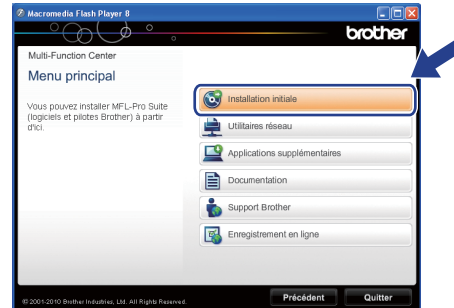 Macromedia Flash Player 8
brother
Multi-Function Center
Menu principal
Vous pouvez installer MFL-Pro Suite
(logiciels et pilotes Brother) à partir
d'ici.
Installation initiale
Utilitaires réseau
Applications supplémentaires
Documentation
Support Brother
Enregistrement en ligne
© 2001-2010 Brother Industries, Ltd. All Rights Reserved.
Précédent
Quitter